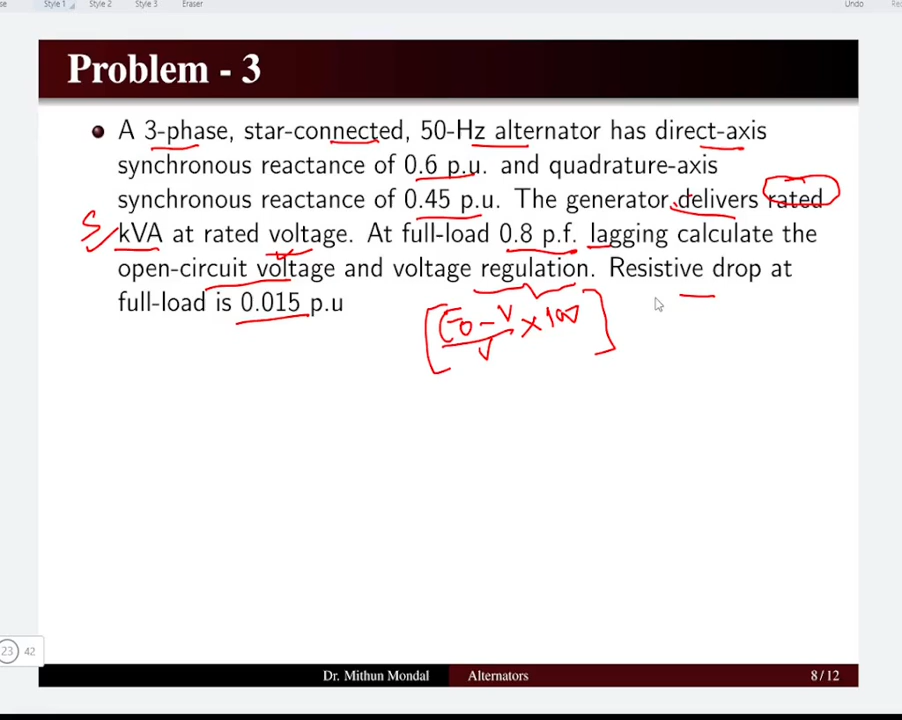 Style 1 Style 2 Style 3 Eraser Undo
Problem - 3
A 3-phase, star-connected, 50-Hz alternator has direct-axis
synchronous reactance of 0.6 p.u. and quadrature-axis
synchronous reactance of 0.45 p.u. The generator delivers rated
S kVA at rated voltage. At full-load 0.8 p.f. lagging calculate the
open-circuit voltage and voltage regulation. Resistive drop at
full-load is 0.015 p.u
[E0 - V / V × 100]
23 42
Dr. Mithun Mondal Alternators 8/12